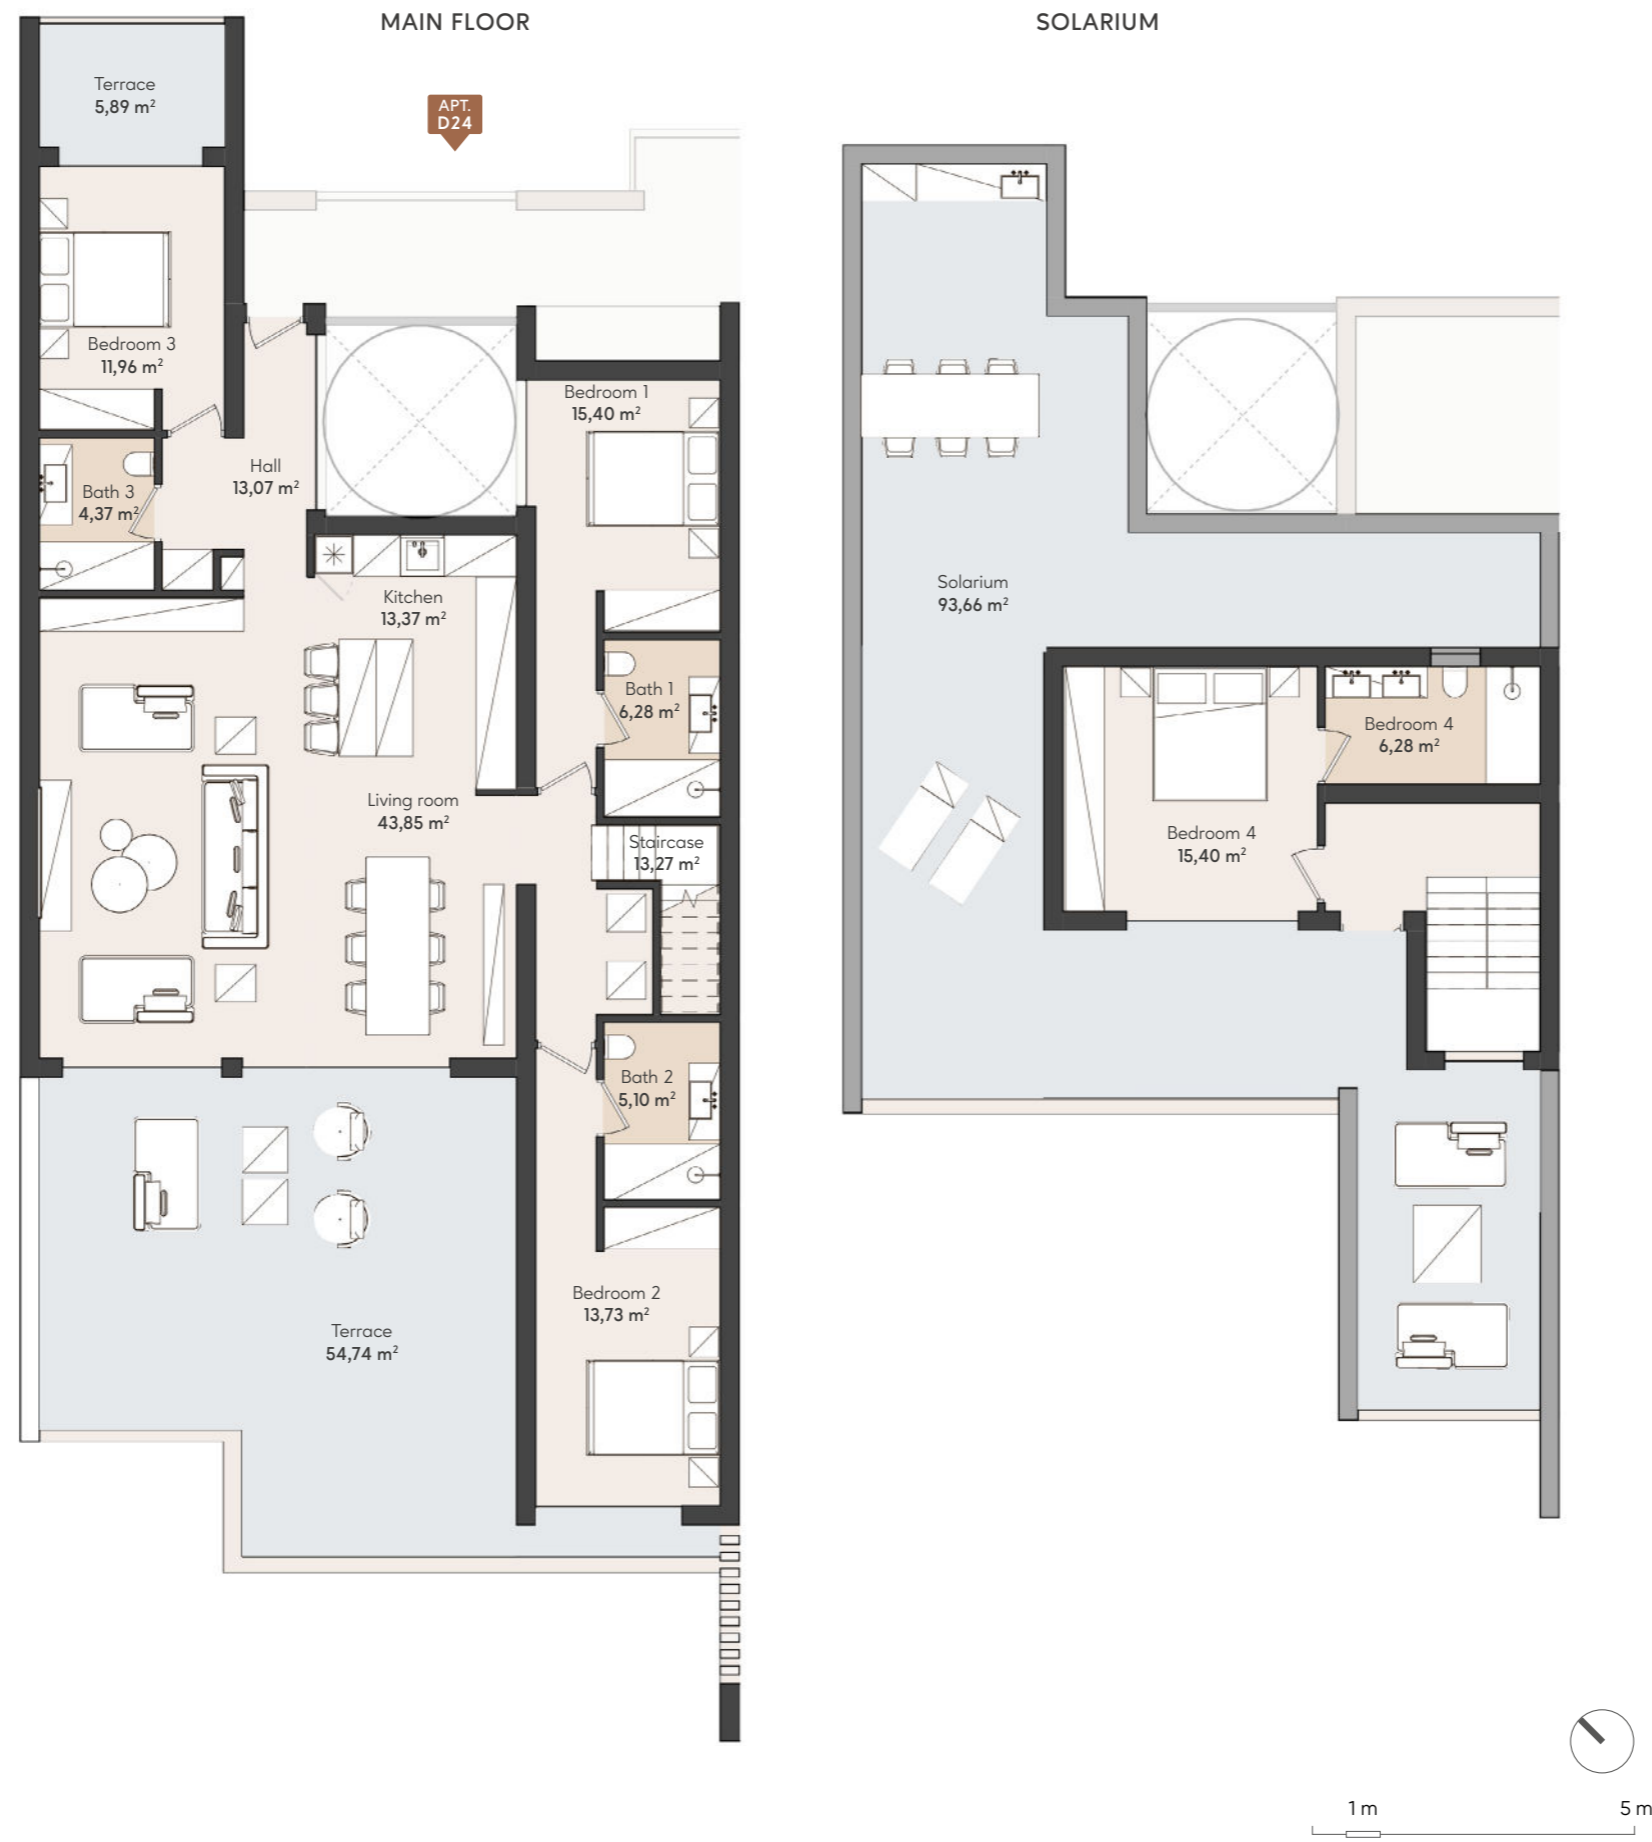 MAIN FLOOR
SOLARIUM
Terrace
5,89 m²
APT.
D24
Bedroom 3
11,96 m²
Bedroom 1
15,40 m²
Hall
13,07 m²
Bath 3
4,37 m²
Kitchen
13,37 m²
Bath 1
6,28 m²
Living room
43,85 m²
Staircase
13,27 m²
Bath 2
5,10 m²
Bedroom 2
13,73 m²
Terrace
54,74 m²
Solarium
93,66 m²
Bedroom 4
6,28 m²
Bedroom 4
15,40 m²
1 m
5 m